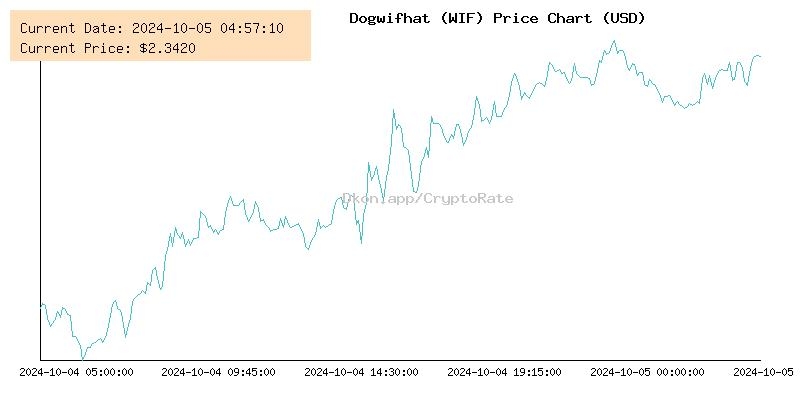 Dogwifhat (WIF) Price Chart (USD)
Current Date: 2024-10-05 04:57:10
Current Price: $2.3420
Dkon.app/CryptoRate
2024-10-04 05:00:00 2024-10-04 09:45:00 2024-10-04 14:30:00 2024-10-04 19:15:00 2024-10-05 00:00:00 2024-10-05